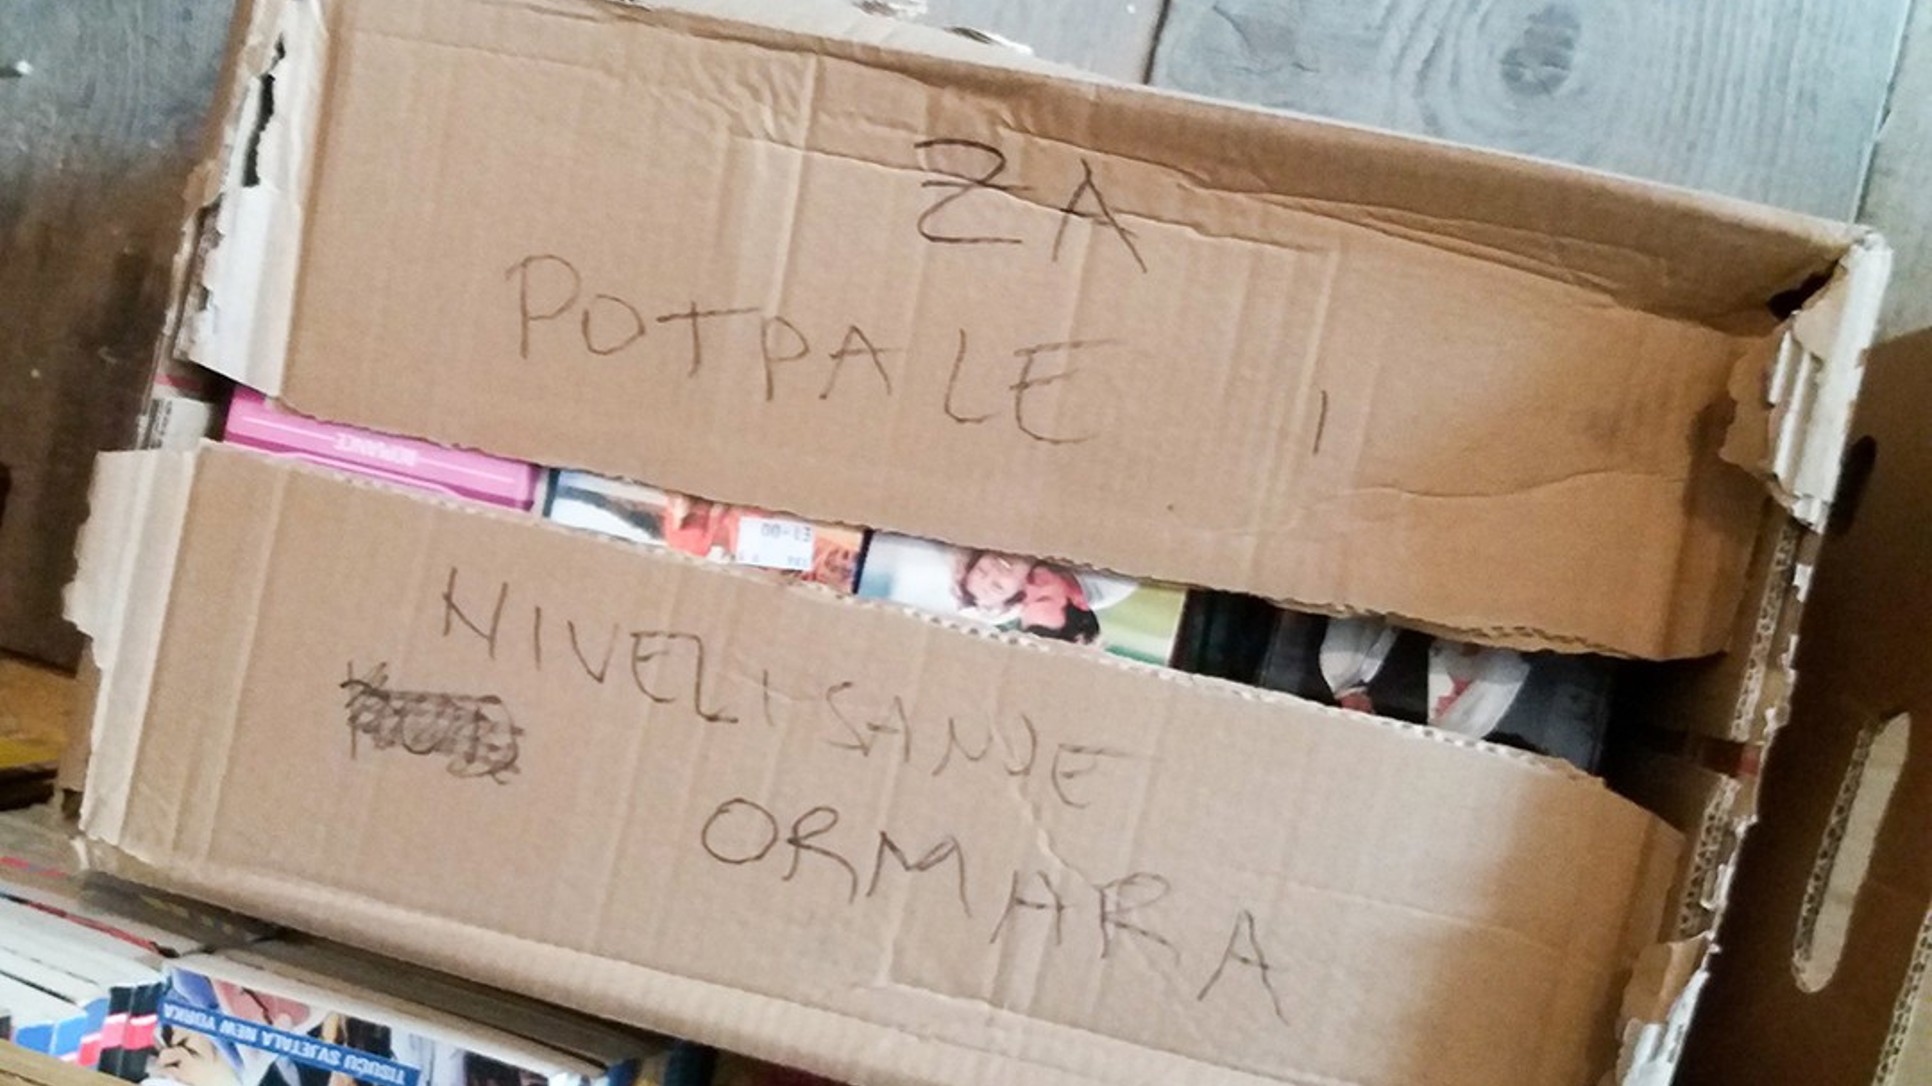 ZA
POTPALE I
NIVELISANJE
ORMARA
TISUĆU SVJETALA NEW YORKA